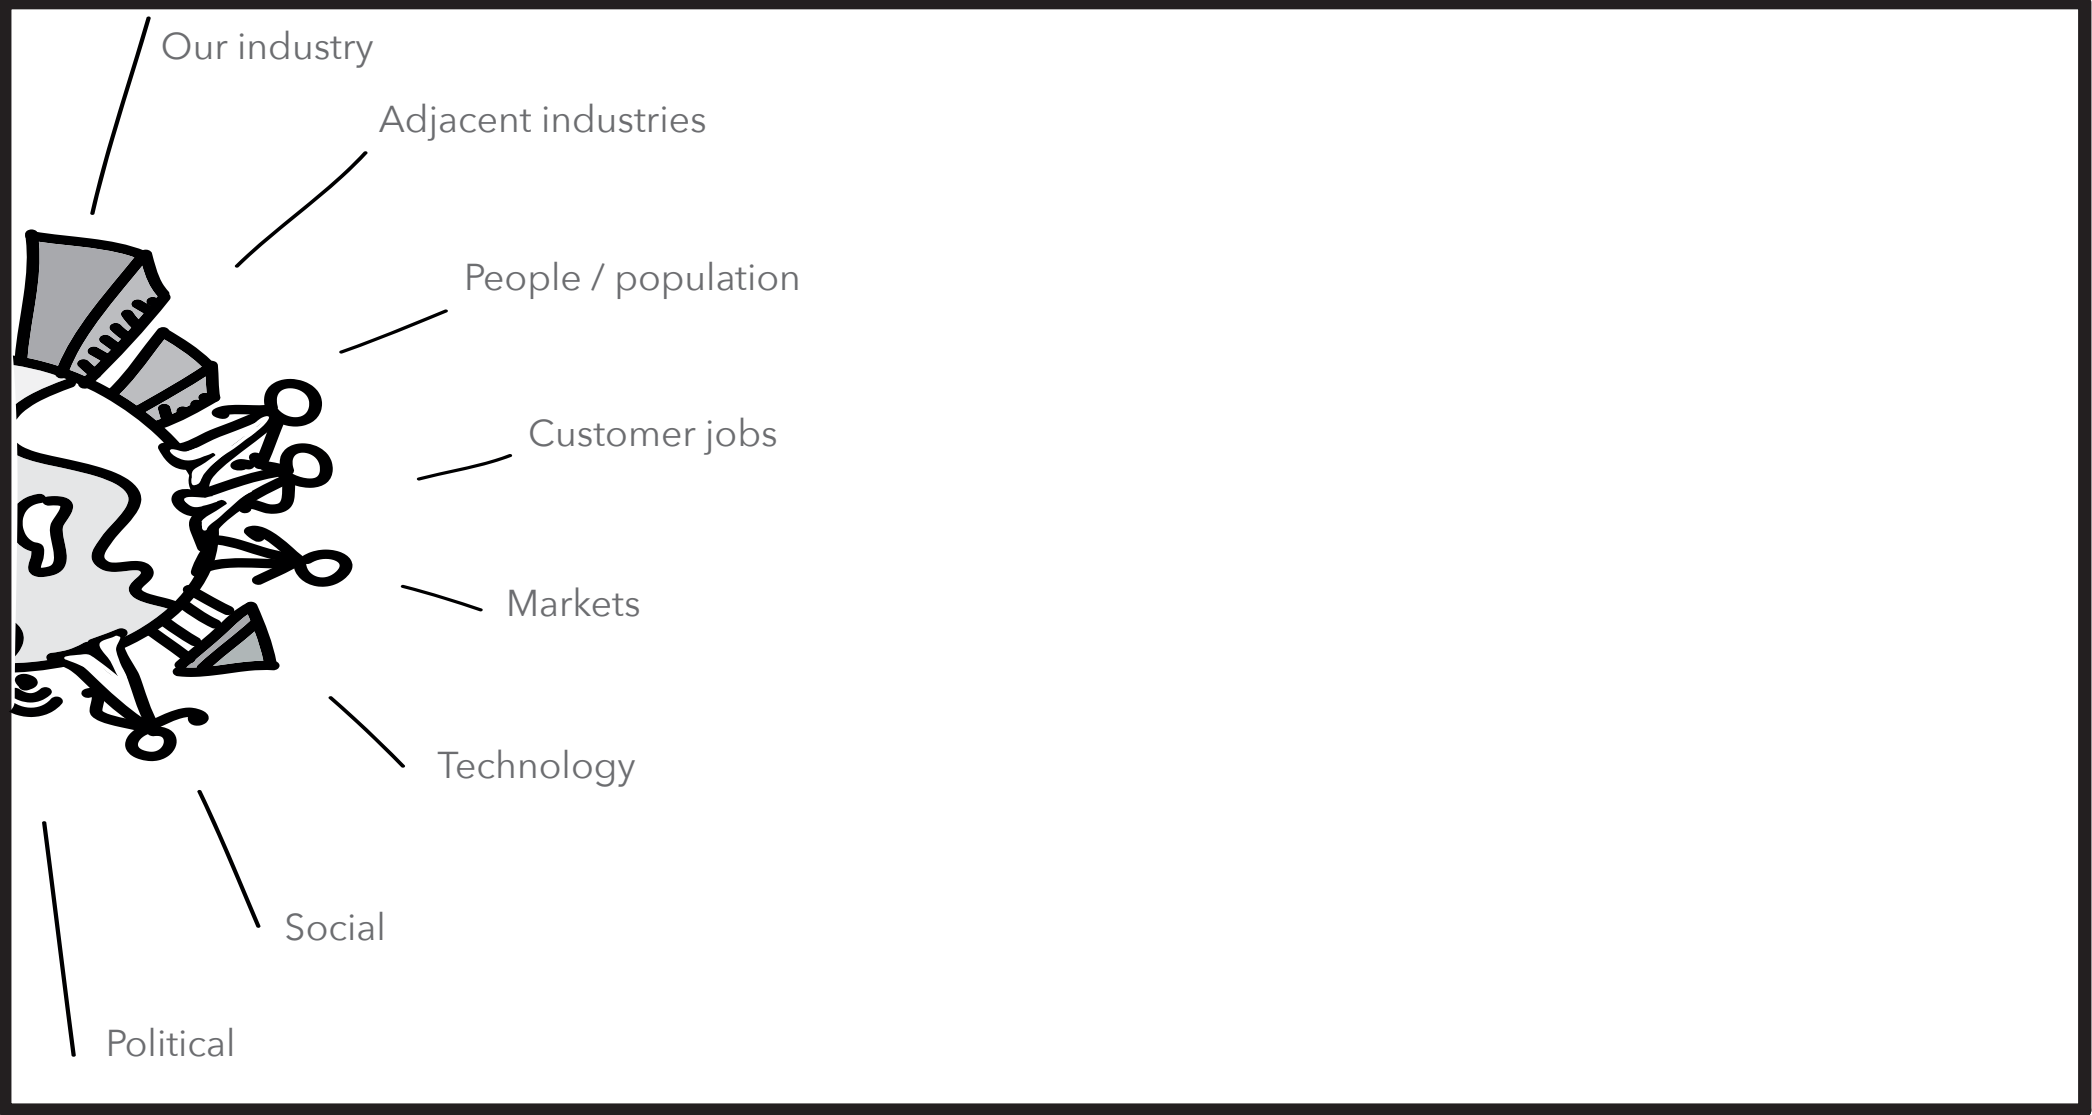 Our industry
Adjacent industries
People / population
Customer jobs
Markets
Technology
Social
Political